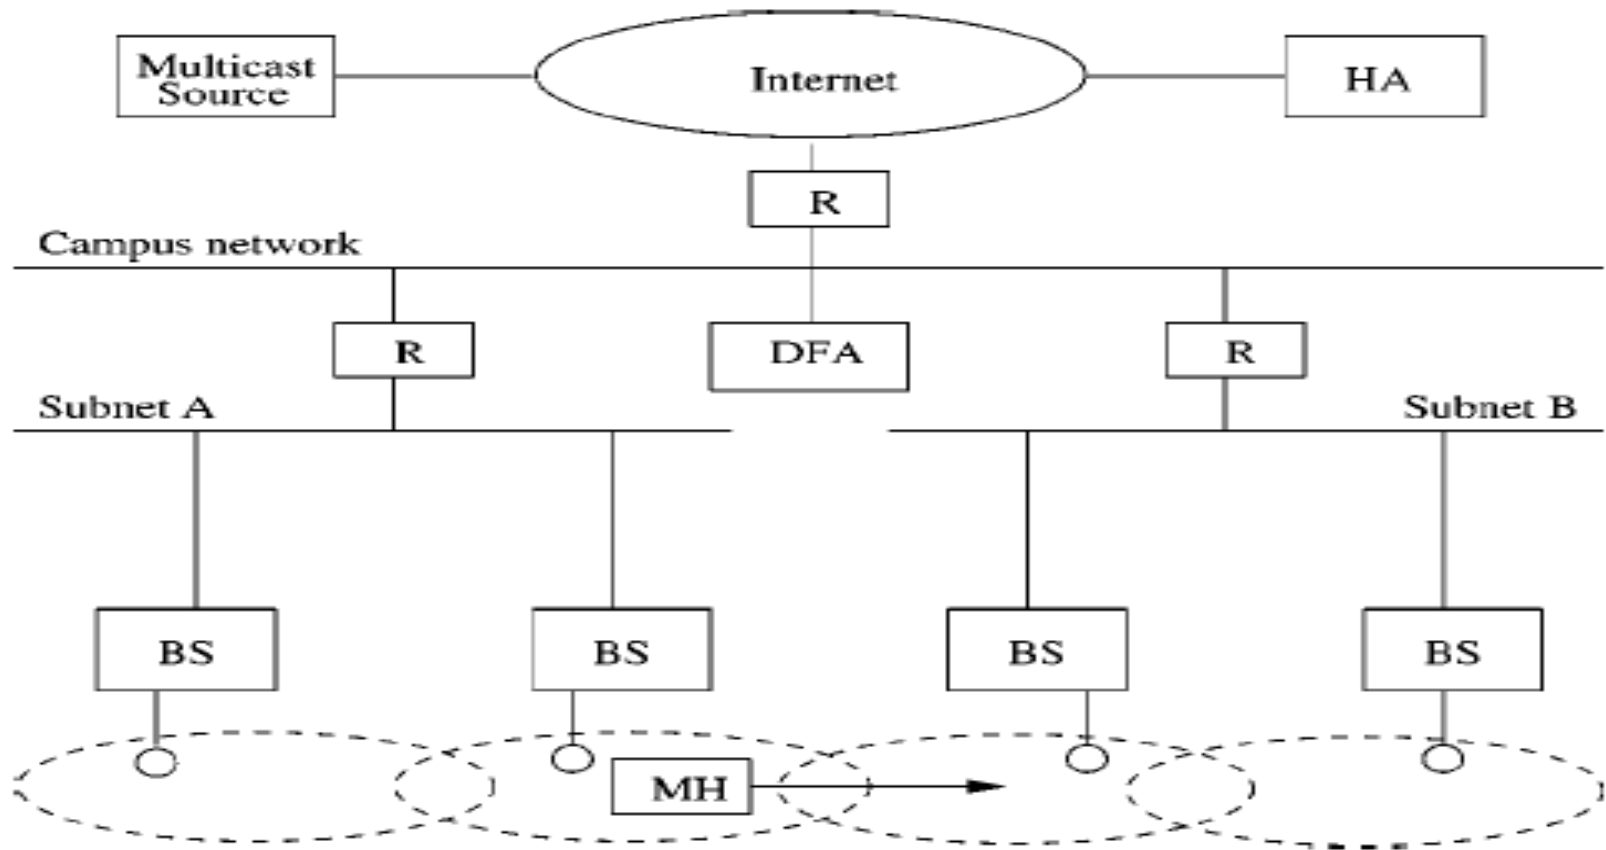 Multicast
Source
Internet
HA
R
Campus network
R
DFA
R
Subnet A
Subnet B
BS
BS
BS
BS
MH